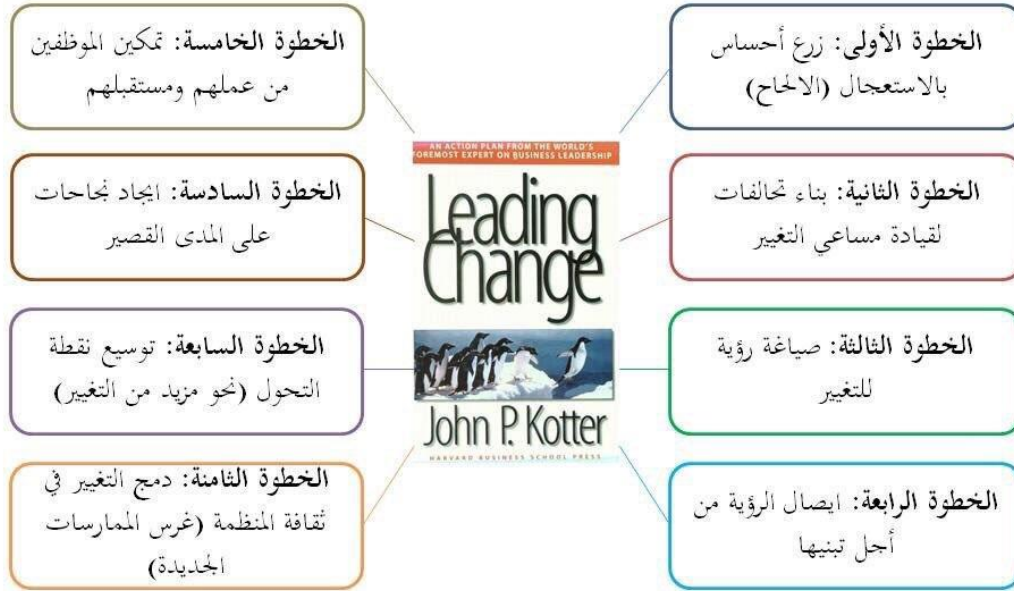 الخطوة الأولى: زرع أحساس
بالاستعجال (الالحاح)
الخطوة الثانية: بناء تحالفات
لقيادة مساعي التغيير
الخطوة الثالثة: صياغة رؤية
للتغيير
الخطوة الرابعة: ايصال الرؤية من
أجل تبنيها
الخطوة الخامسة: تمكين الموظفين
من عملهم ومستقبلهم
الخطوة السادسة: ايجاد نجاحات
على المدى القصير
الخطوة السابعة: توسيع نقطة
التحول (نحو مزيد من التغيير)
الخطوة الثامنة: دمج التغيير في
ثقافة المنظمة (غرس الممارسات
الجديدة)
AN ACTION PLAN FROM THE WORLD'S
FOREMOST EXPERT ON BUSINESS LEADERSHIP
Leading
Change
John P. Kotter
HARVARD BUSINESS SCHOOL PRESS